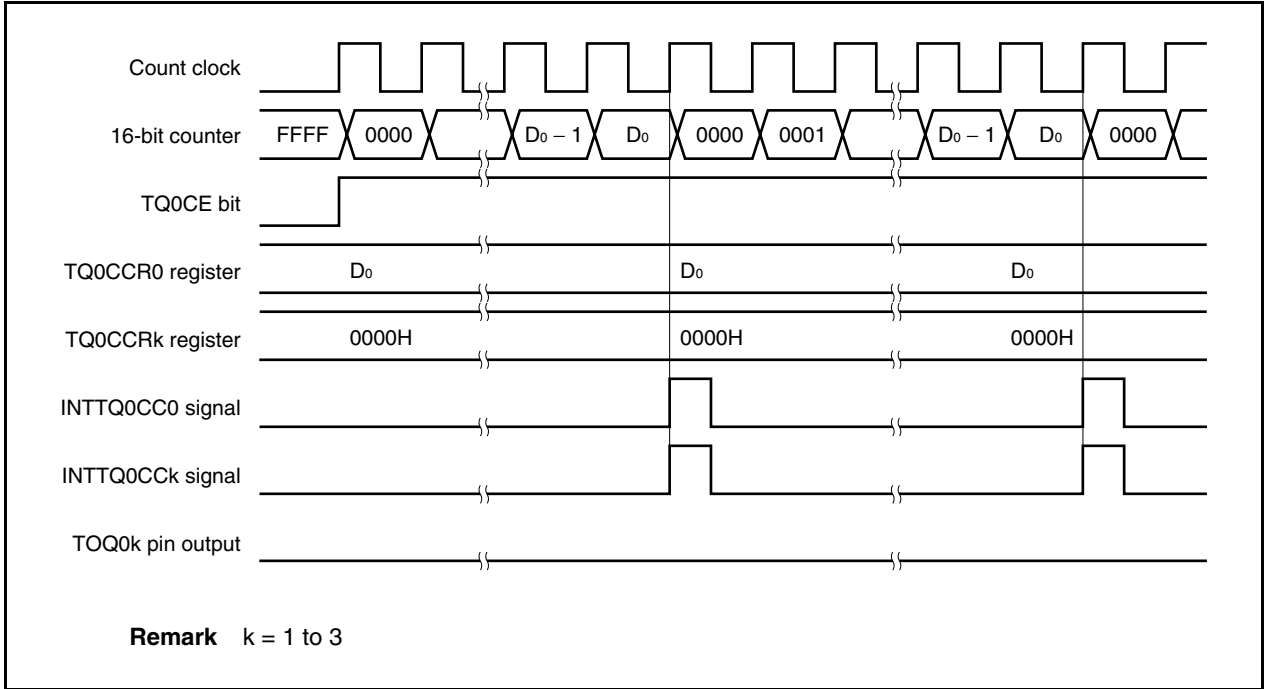 Count clock
16-bit counter FFFF 0000 D0 – 1 D0 0000 0001 D0 – 1 D0 0000
TQ0CE bit
TQ0CCR0 register D0 D0 D0
TQ0CCRk register 0000H 0000H 0000H
INTTQ0CC0 signal
INTTQ0CCk signal
TOQ0k pin output
Remark k = 1 to 3